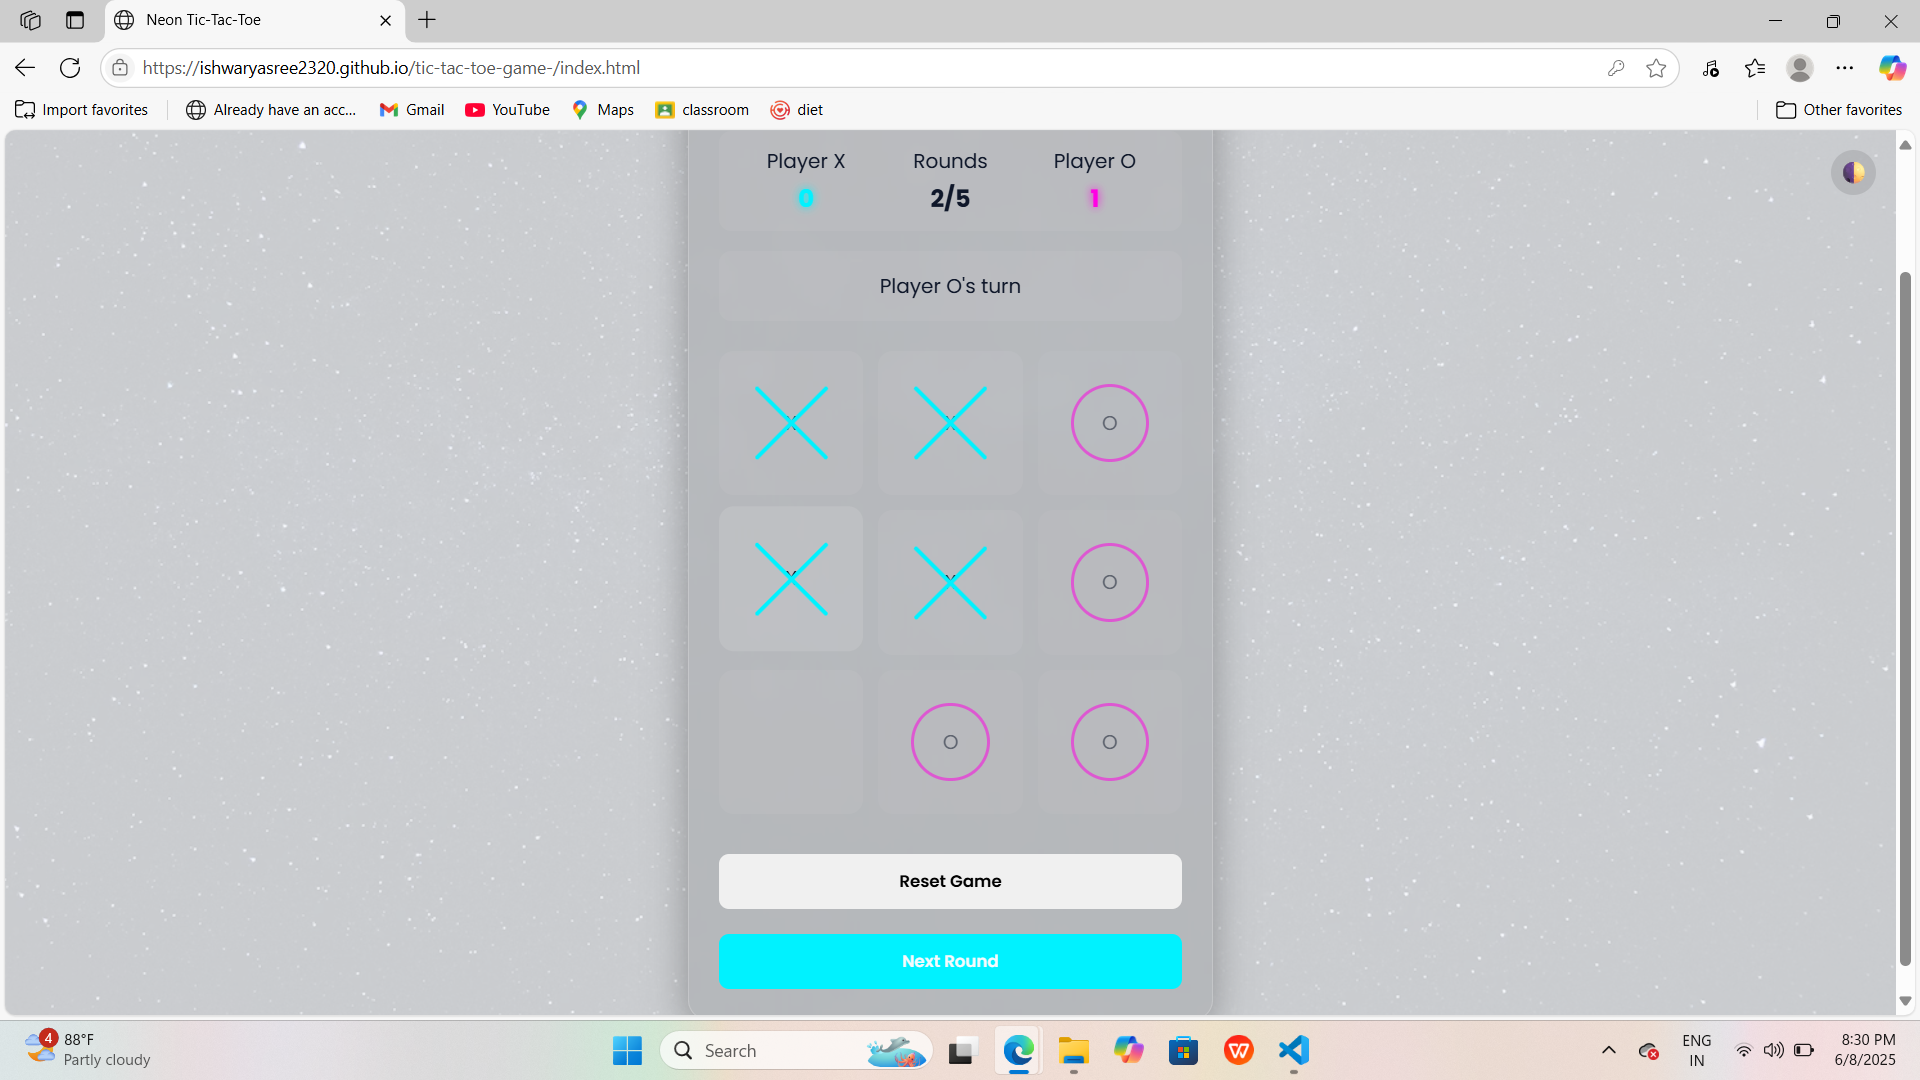 Neon Tic-Tac-Toe
https://ishwaryasree2320.github.io/tic-tac-toe-game-/index.html
Import favorites
Already have an acc...
Gmail
YouTube
Maps
classroom
diet
Other favorites
Player X
Rounds
Player O
0
2/5
1
Player O's turn
X
X
O
X
X
O
O
O
Reset Game
Next Round
4
88°F
Partly cloudy
Search
ENG
IN
8:30 PM
6/8/2025